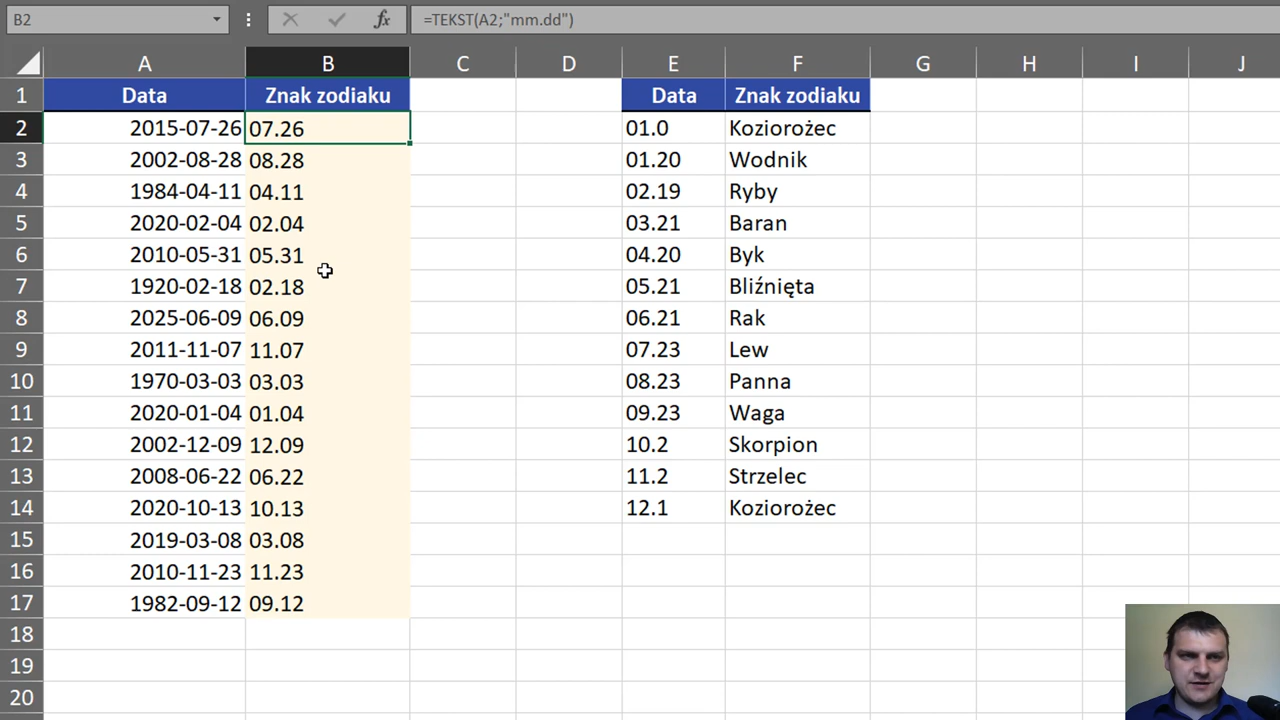 B2 fx =TEKST(A2;"mm.dd")
A B C D E F G H I J
1 Data Znak zodiaku Data Znak zodiaku
2 2015-07-26 07.26 01.0 Koziorożec
3 2002-08-28 08.28 01.20 Wodnik
4 1984-04-11 04.11 02.19 Ryby
5 2020-02-04 02.04 03.21 Baran
6 2010-05-31 05.31 04.20 Byk
7 1920-02-18 02.18 05.21 Bliźnięta
8 2025-06-09 06.09 06.21 Rak
9 2011-11-07 11.07 07.23 Lew
10 1970-03-03 03.03 08.23 Panna
11 2020-01-04 01.04 09.23 Waga
12 2002-12-09 12.09 10.2 Skorpion
13 2008-06-22 06.22 11.2 Strzelec
14 2020-10-13 10.13 12.1 Koziorożec
15 2019-03-08 03.08
16 2010-11-23 11.23
17 1982-09-12 09.12
18
19
20